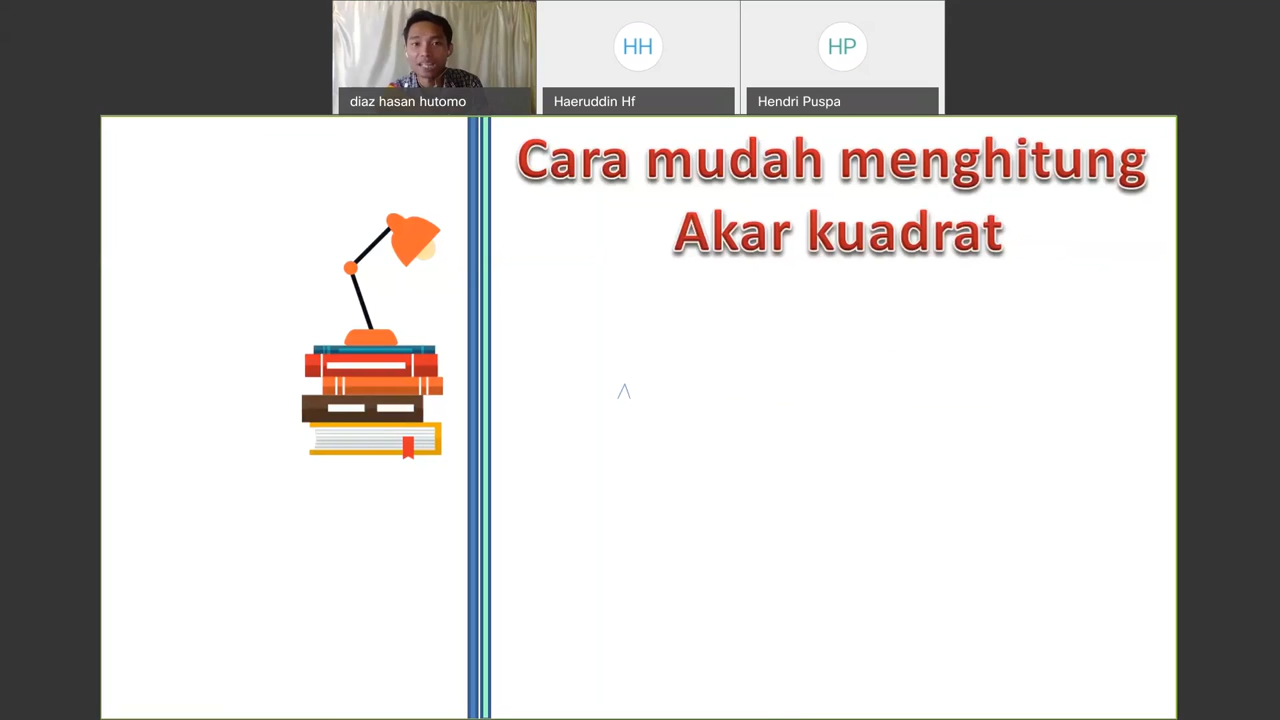 HH
HP
diaz hasan hutomo
Haeruddin Hf
Hendri Puspa
Cara mudah menghitung
Akar kuadrat